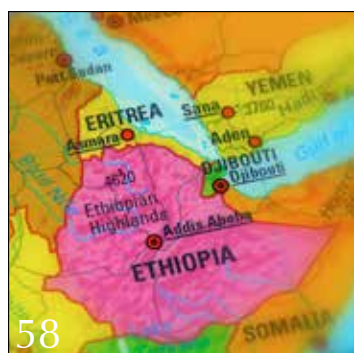 Port Sudan
ERITREA
YEMEN
Sana
3760
Asmara
Aden
Gulf
DJIBOUTI
Djibouti
4620
Ethiopian
Highlands
Addis Ababa
ETHIOPIA
58
SOMALIA